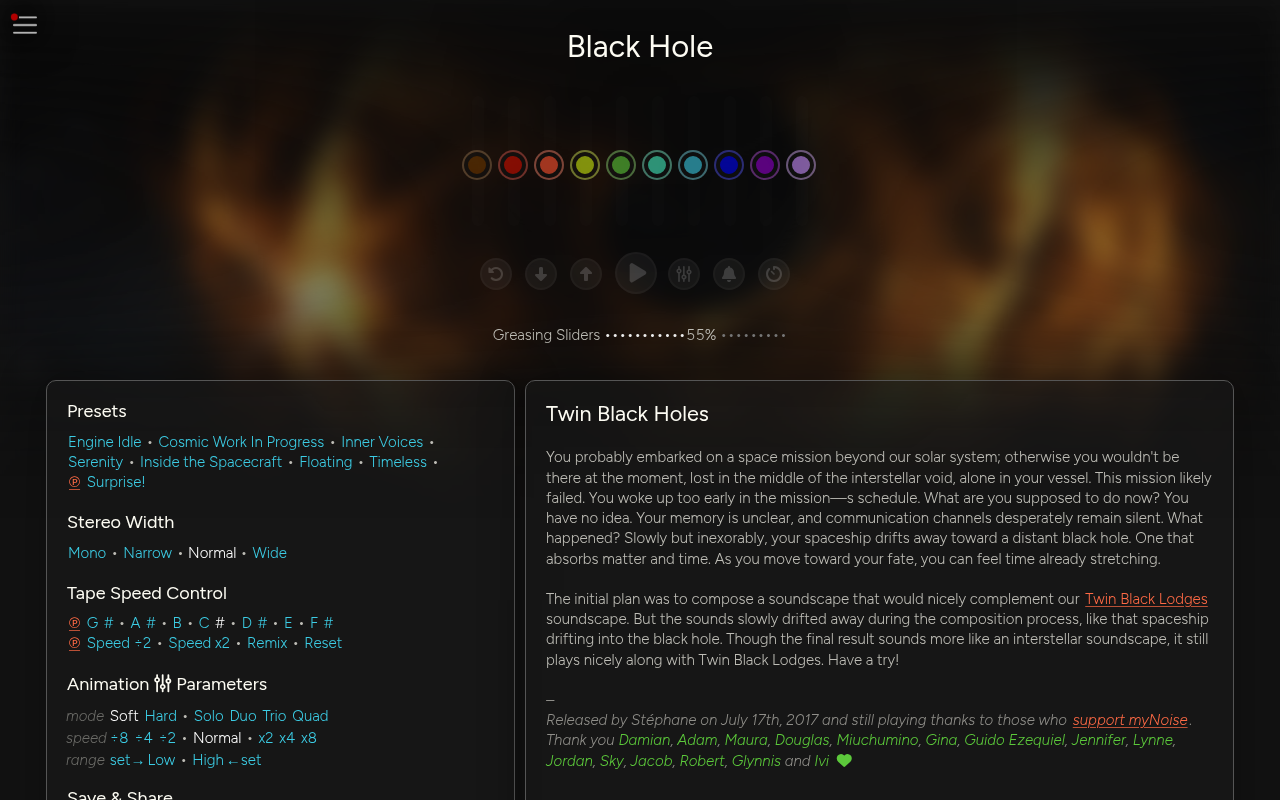 Black Hole
Greasing Sliders •••••••••••55% •••••••••
Presets
Engine Idle • Cosmic Work In Progress • Inner Voices •
Serenity • Inside the Spacecraft • Floating • Timeless •
Ⓟ Surprise!
Stereo Width
Mono • Narrow • Normal • Wide
Tape Speed Control
Ⓟ G # • A # • B • C # • D # • E • F #
Ⓟ Speed ÷2 • Speed x2 • Remix • Reset
Animation Parameters
mode Soft Hard • Solo Duo Trio Quad
speed ÷8 ÷4 ÷2 • Normal • x2 x4 x8
range set→ Low • High ←set
Save & Share
Twin Black Holes
You probably embarked on a space mission beyond our solar system; otherwise you wouldn't be
there at the moment, lost in the middle of the interstellar void, alone in your vessel. This mission likely
failed. You woke up too early in the mission—s schedule. What are you supposed to do now? You
have no idea. Your memory is unclear, and communication channels desperately remain silent. What
happened? Slowly but inexorably, your spaceship drifts away toward a distant black hole. One that
absorbs matter and time. As you move toward your fate, you can feel time already stretching.
The initial plan was to compose a soundscape that would nicely complement our Twin Black Lodges
soundscape. But the sounds slowly drifted away during the composition process, like that spaceship
drifting into the black hole. Though the final result sounds more like an interstellar soundscape, it still
plays nicely along with Twin Black Lodges. Have a try!
—
Released by Stéphane on July 17th, 2017 and still playing thanks to those who support myNoise.
Thank you Damian, Adam, Maura, Douglas, Miuchumino, Gina, Guido Ezequiel, Jennifer, Lynne,
Jordan, Sky, Jacob, Robert, Glynnis and Ivi